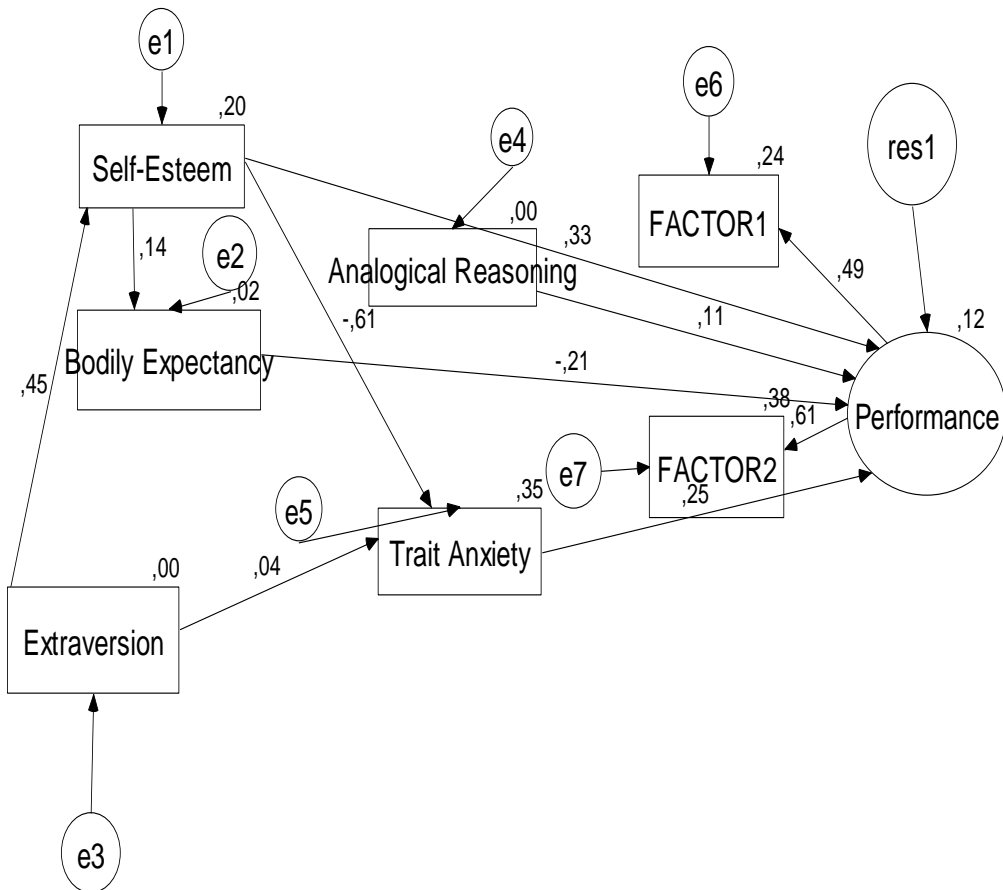 e1
,20
Self-Esteem
e6
,24
FACTOR1
res1
e4
,00
Analogical Reasoning
,33
,49
,14
e2
,02
Bodily Expectancy
-,61
,11
,12
Performance
-,21
,45
,38
,61
FACTOR2
e7
,25
,35
e5
Trait Anxiety
,04
,00
Extraversion
e3